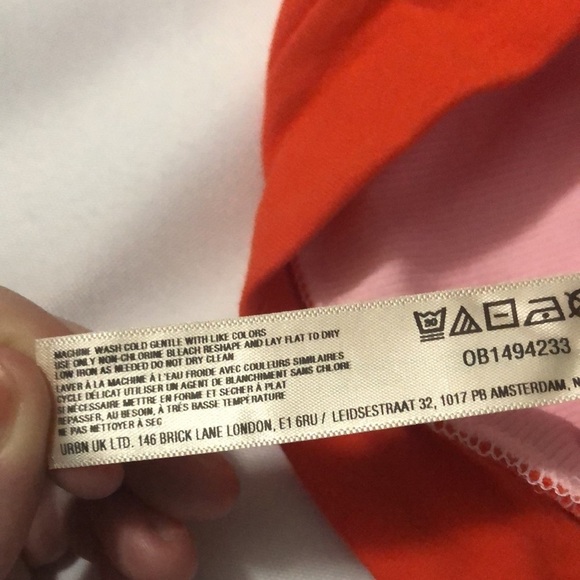 MACHINE WASH COLD GENTLE WITH LIKE COLORS
USE ONLY NON-CHLORINE BLEACH RESHAPE AND LAY FLAT TO DRY
LOW IRON AS NEEDED DO NOT DRY CLEAN
LAVER À LA MACHINE À L'EAU FROIDE AVEC COULEURS SIMILAIRES
CYCLE DÉLICAT UTILISER UN AGENT DE BLANCHIMENT SANS CHLORE
SI NÉCESSAIRE METTRE EN FORME ET SÉCHER À PLAT
REPASSER, AU BESOIN, À TRÈS BASSE TEMPÉRATURE
NE PAS NETTOYER À SEC
URBN UK LTD. 146 BRICK LANE LONDON, E1 6RU / LEIDSESTRAAT 32, 1017 PB AMSTERDAM, N
30
OB1494233